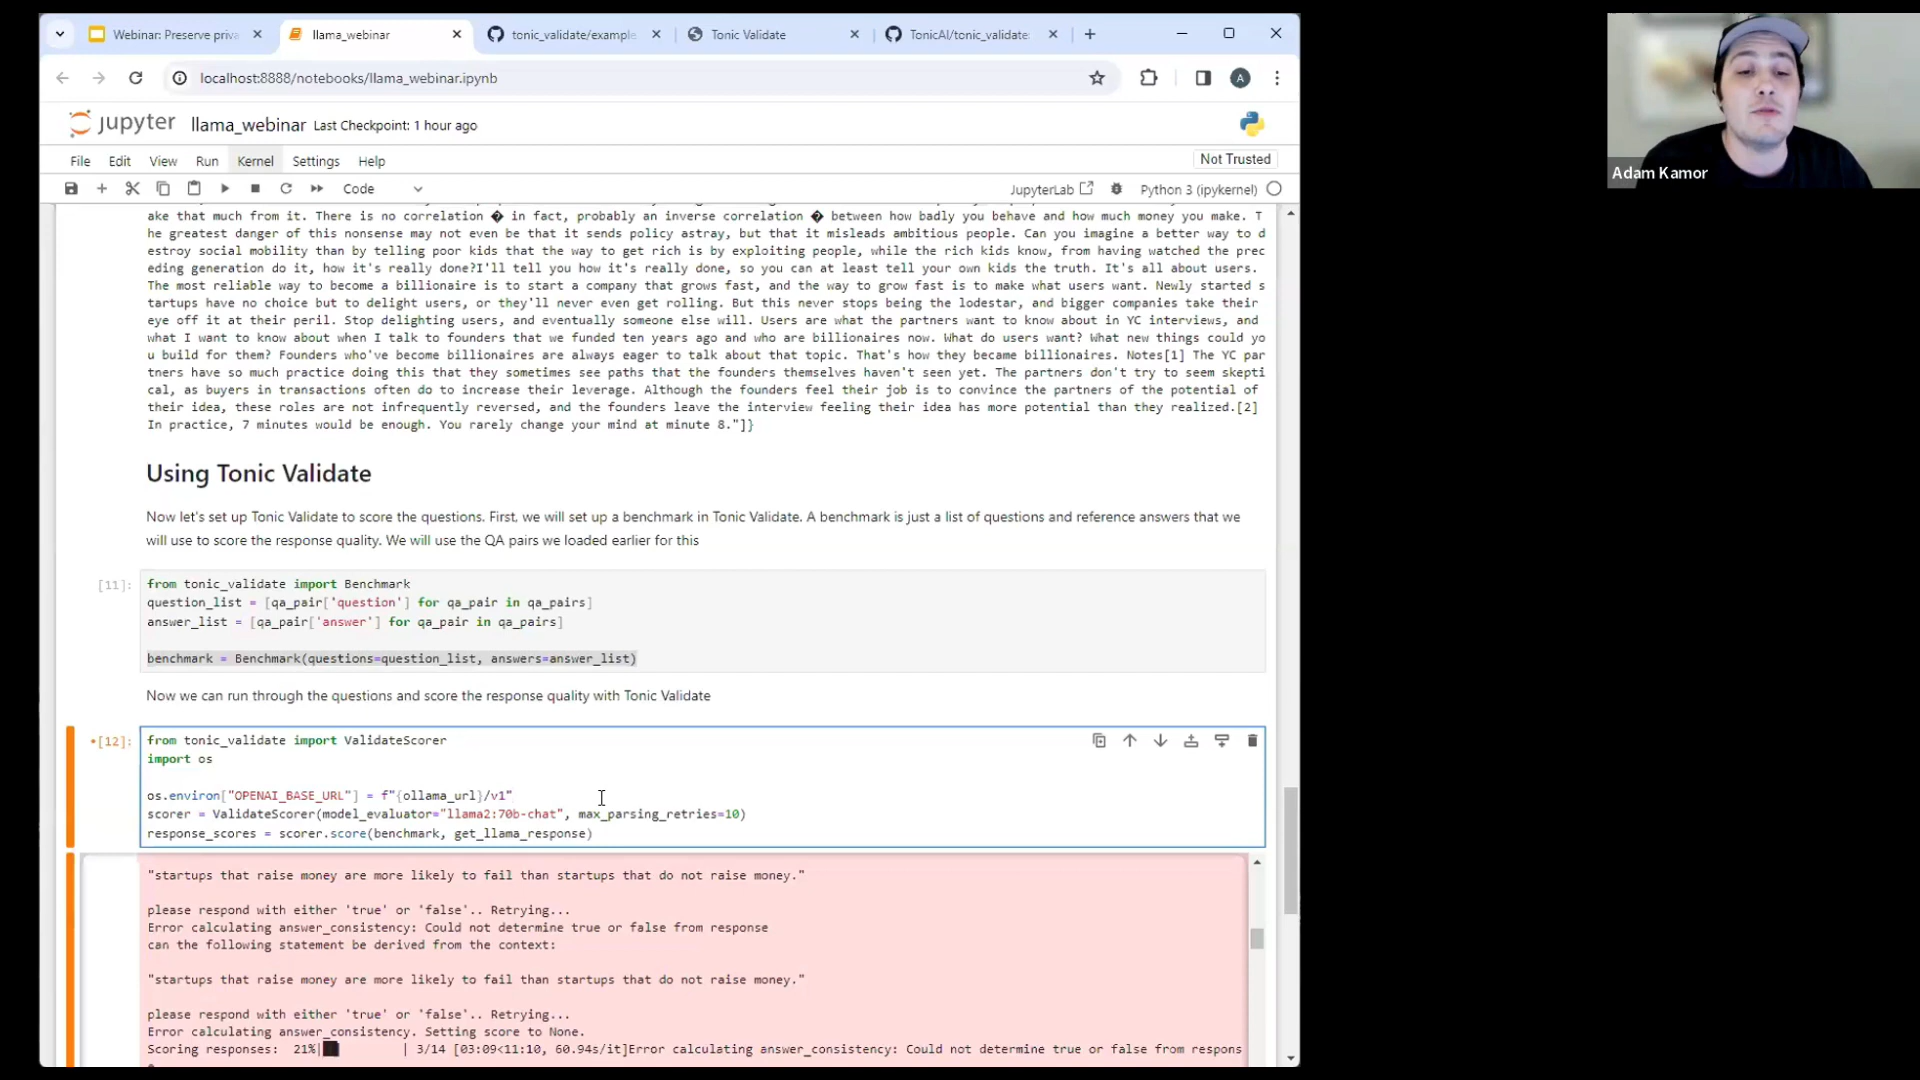 Webinar: Preserve priva
llama_webinar
tonic_validate/example
Tonic Validate
TonicAI/tonic_validate:
localhost:8888/notebooks/llama_webinar.ipynb
A
jupyter llama_webinar Last Checkpoint: 1 hour ago
File Edit View Run Kernel Settings Help
Not Trusted
Code
JupyterLab
Python 3 (ipykernel)
ake that much from it. There is no correlation � in fact, probably an inverse correlation � between how badly you behave and how much money you make. T
he greatest danger of this nonsense may not even be that it sends policy astray, but that it misleads ambitious people. Can you imagine a better way to d
estroy social mobility than by telling poor kids that the way to get rich is by exploiting people, while the rich kids know, from having watched the prec
eding generation do it, how it's really done?I'll tell you how it's really done, so you can at least tell your own kids the truth. It's all about users.
The most reliable way to become a billionaire is to start a company that grows fast, and the way to grow fast is to make what users want. Newly started s
tartups have no choice but to delight users, or they'll never even get rolling. But this never stops being the lodestar, and bigger companies take their
eye off it at their peril. Stop delighting users, and eventually someone else will. Users are what the partners want to know about in YC interviews, and
what I want to know about when I talk to founders that we funded ten years ago and who are billionaires now. What do users want? What new things could yo
u build for them? Founders who've become billionaires are always eager to talk about that topic. That's how they became billionaires. Notes[1] The YC par
tners have so much practice doing this that they sometimes see paths that the founders themselves haven't seen yet. The partners don't try to seem skepti
cal, as buyers in transactions often do to increase their leverage. Although the founders feel their job is to convince the partners of the potential of
their idea, these roles are not infrequently reversed, and the founders leave the interview feeling their idea has more potential than they realized.[2]
In practice, 7 minutes would be enough. You rarely change your mind at minute 8."]}
Using Tonic Validate
Now let's set up Tonic Validate to score the questions. First, we will set up a benchmark in Tonic Validate. A benchmark is just a list of questions and reference answers that we
will use to score the response quality. We will use the QA pairs we loaded earlier for this
[11]:
from tonic_validate import Benchmark
question_list = [qa_pair['question'] for qa_pair in qa_pairs]
answer_list = [qa_pair['answer'] for qa_pair in qa_pairs]
benchmark = Benchmark(questions=question_list, answers=answer_list)
Now we can run through the questions and score the response quality with Tonic Validate
•[12]:
from tonic_validate import ValidateScorer
import os
os.environ["OPENAI_BASE_URL"] = f"{ollama_url}/v1"
scorer = ValidateScorer(model_evaluator="llama2:70b-chat", max_parsing_retries=10)
response_scores = scorer.score(benchmark, get_llama_response)
"startups that raise money are more likely to fail than startups that do not raise money."
please respond with either 'true' or 'false'.. Retrying...
Error calculating answer_consistency: Could not determine true or false from response
can the following statement be derived from the context:
"startups that raise money are more likely to fail than startups that do not raise money."
please respond with either 'true' or 'false'.. Retrying...
Error calculating answer_consistency. Setting score to None.
Scoring responses: 21%|██ | 3/14 [03:09<11:10, 60.94s/it]Error calculating answer_consistency: Could not determine true or false from respons
Adam Kamor